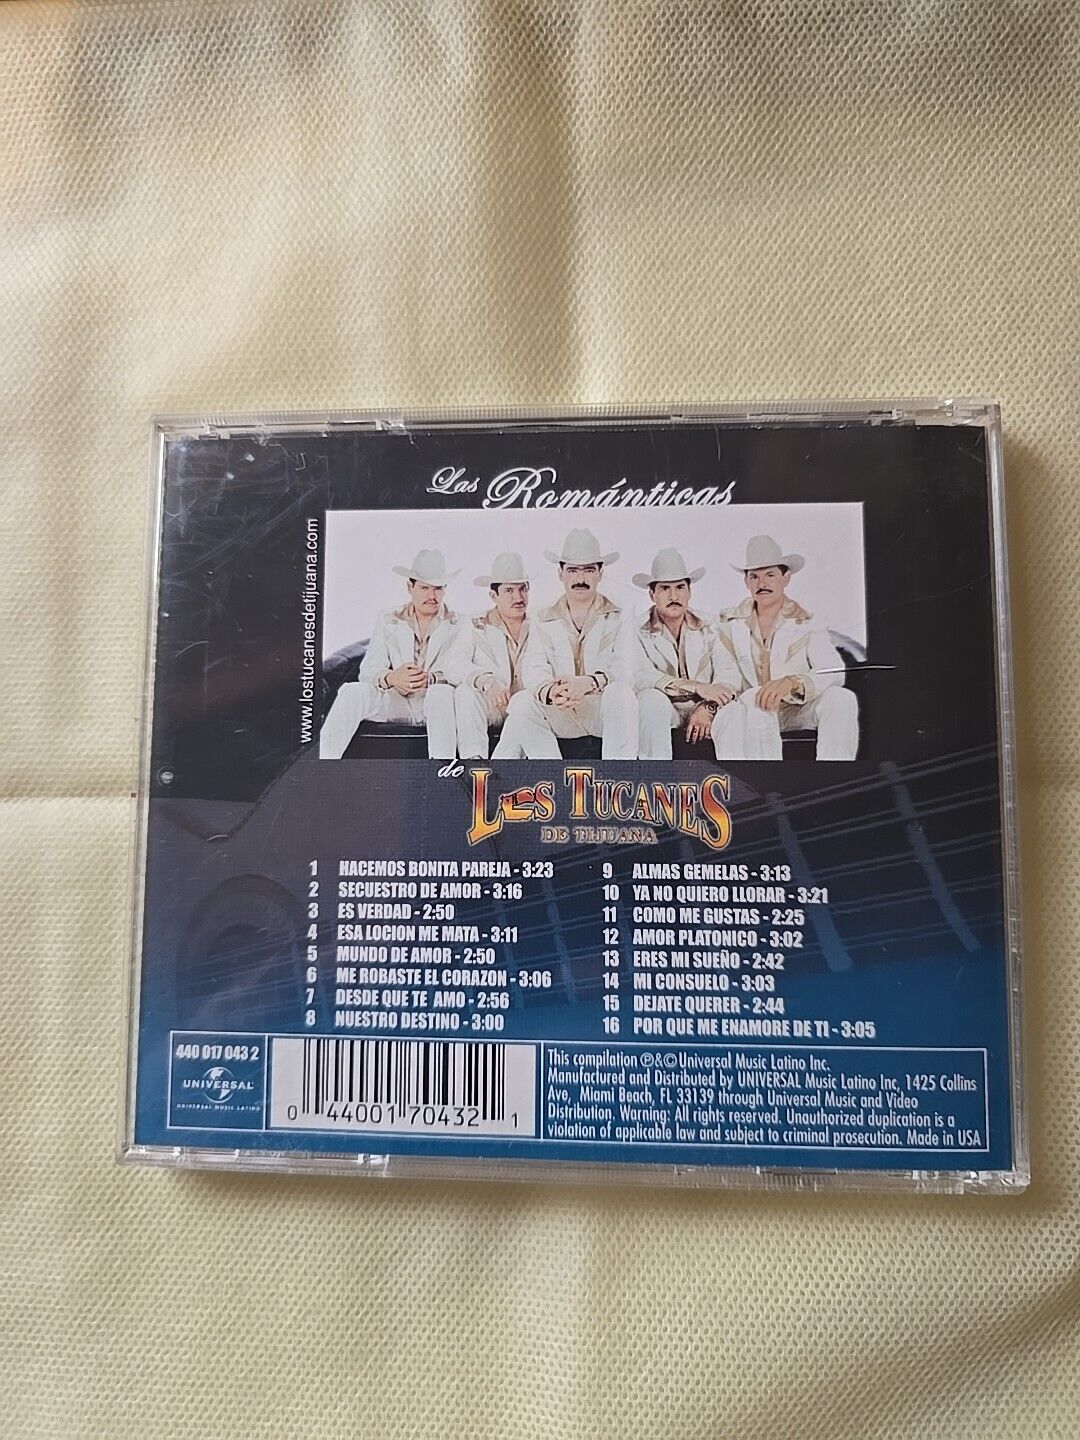 Las Románticas
www.lostucanesdetijuana.com
de
LOS TUCANES
DE TIJUANA
1 HACEMOS BONITA PAREJA - 3:23
2 SECUESTRO DE AMOR - 3:16
3 ES VERDAD - 2:50
4 ESA LOCION ME MATA - 3:11
5 MUNDO DE AMOR - 2:50
6 ME ROBASTE EL CORAZON - 3:06
7 DESDE QUE TE AMO - 2:56
8 NUESTRO DESTINO - 3:00
9 ALMAS GEMELAS - 3:13
10 YA NO QUIERO LLORAR - 3:21
11 COMO ME GUSTAS - 2:25
12 AMOR PLATONICO - 3:02
13 ERES MI SUEÑO - 2:42
14 MI CONSUELO - 3:03
15 DEJATE QUERER - 2:44
16 POR QUE ME ENAMORE DE TI - 3:05
440 017 043 2
UNIVERSAL
UNIVERSAL MUSIC LATINO
0 44001 70432 1
This compilation ℗&© Universal Music Latino Inc.
Manufactured and Distributed by UNIVERSAL Music Latino Inc, 1425 Collins
Ave, Miami Beach, FL 33139 through Universal Music and Video
Distribution. Warning: All rights reserved. Unauthorized duplication is a
violation of applicable law and subject to criminal prosecution. Made in USA